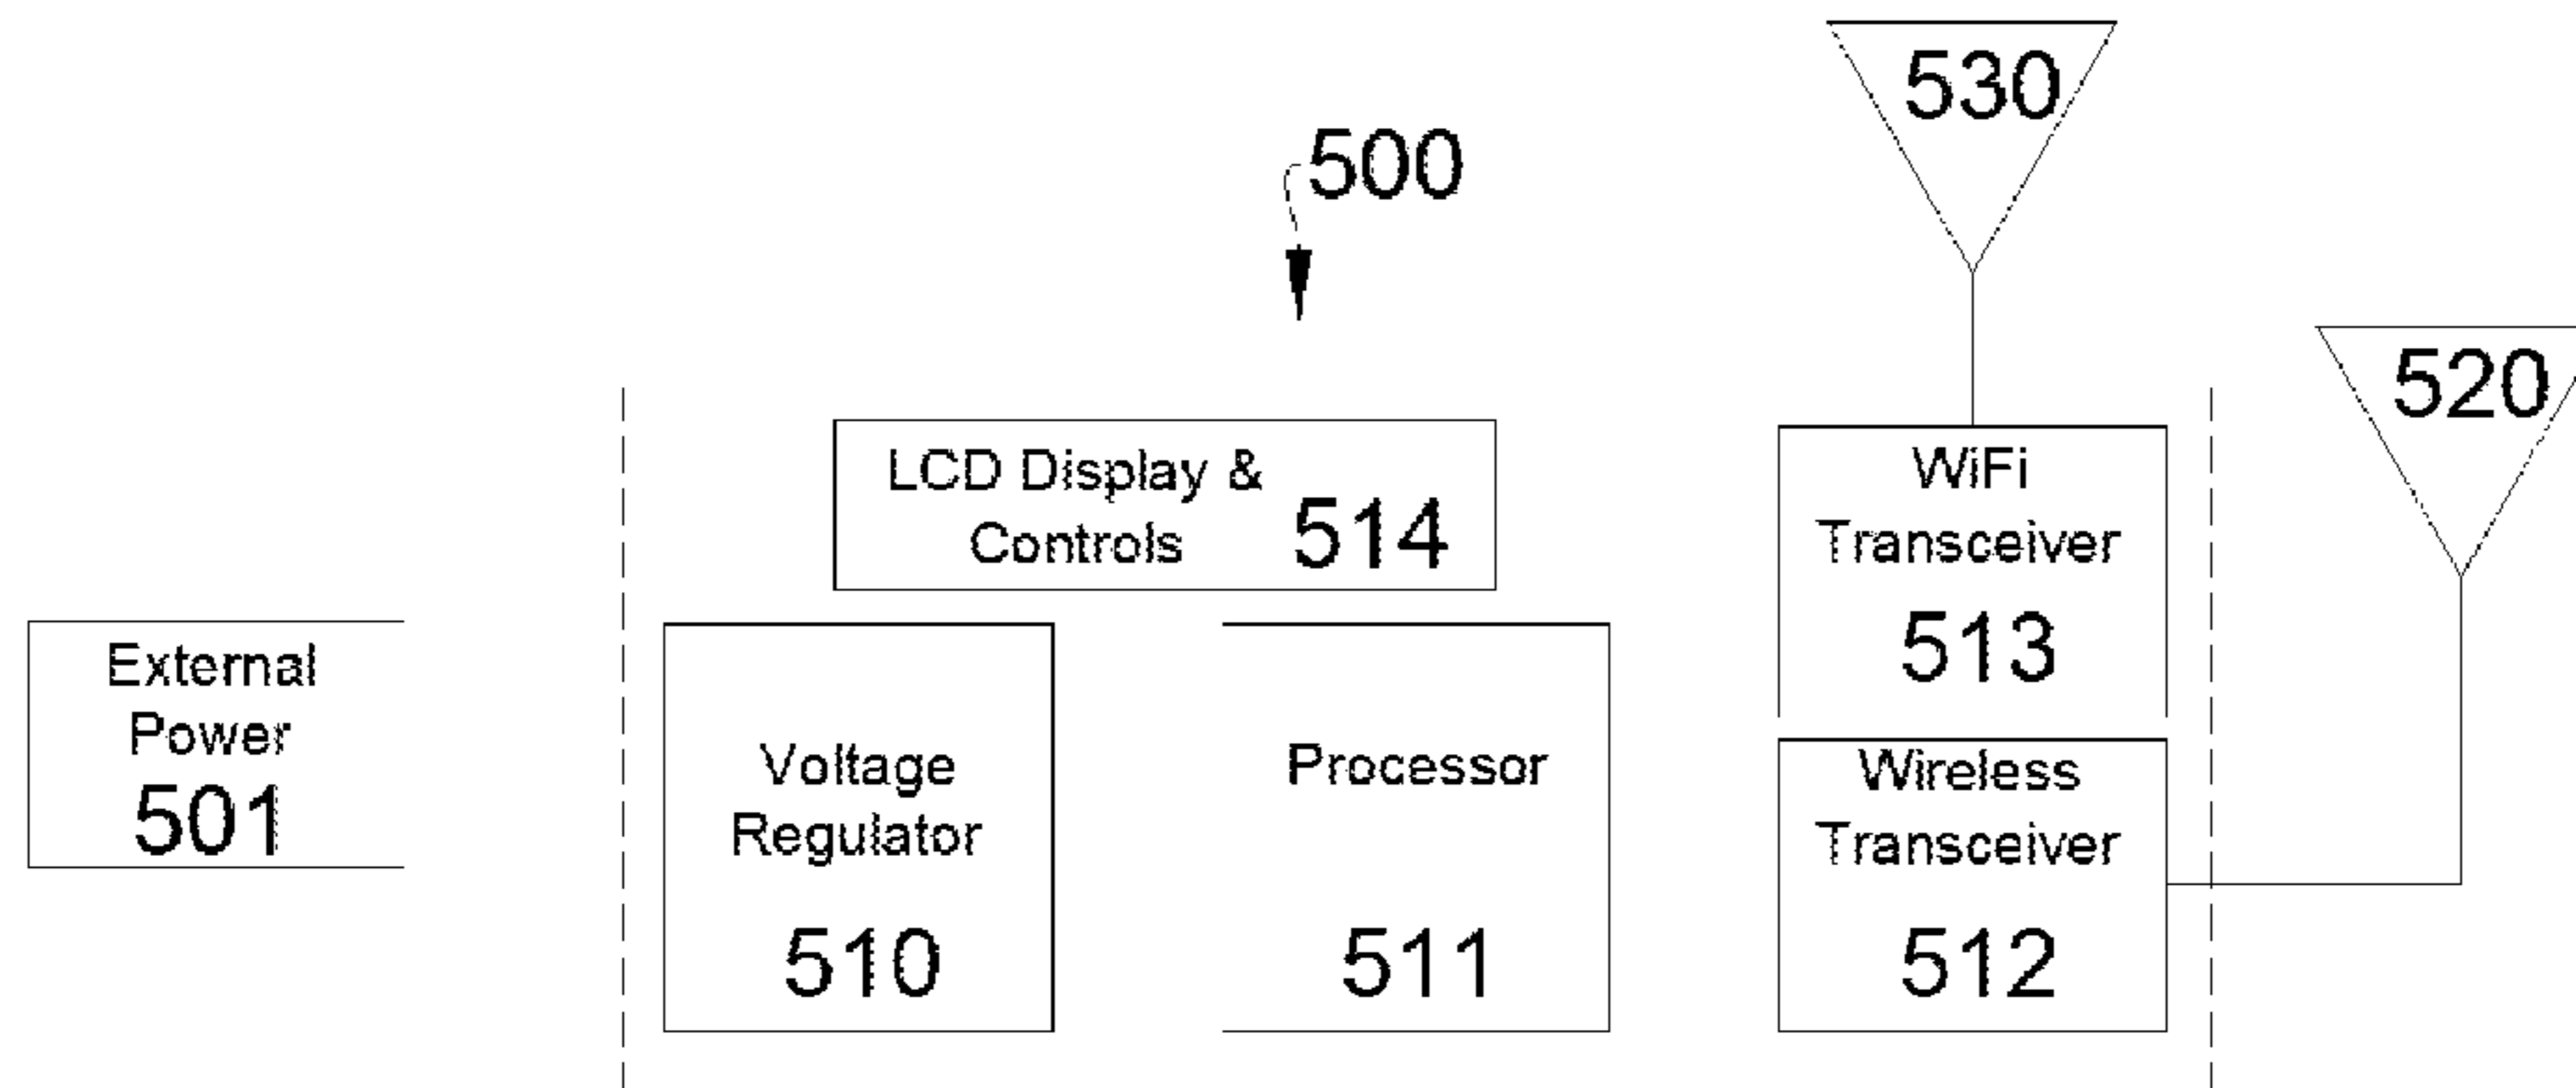 530
500
520
LCD Display &
Controls 514
WiFi
Transceiver
513
External
Power
501
Voltage
Regulator
510
Processor
511
Wireless
Transceiver
512